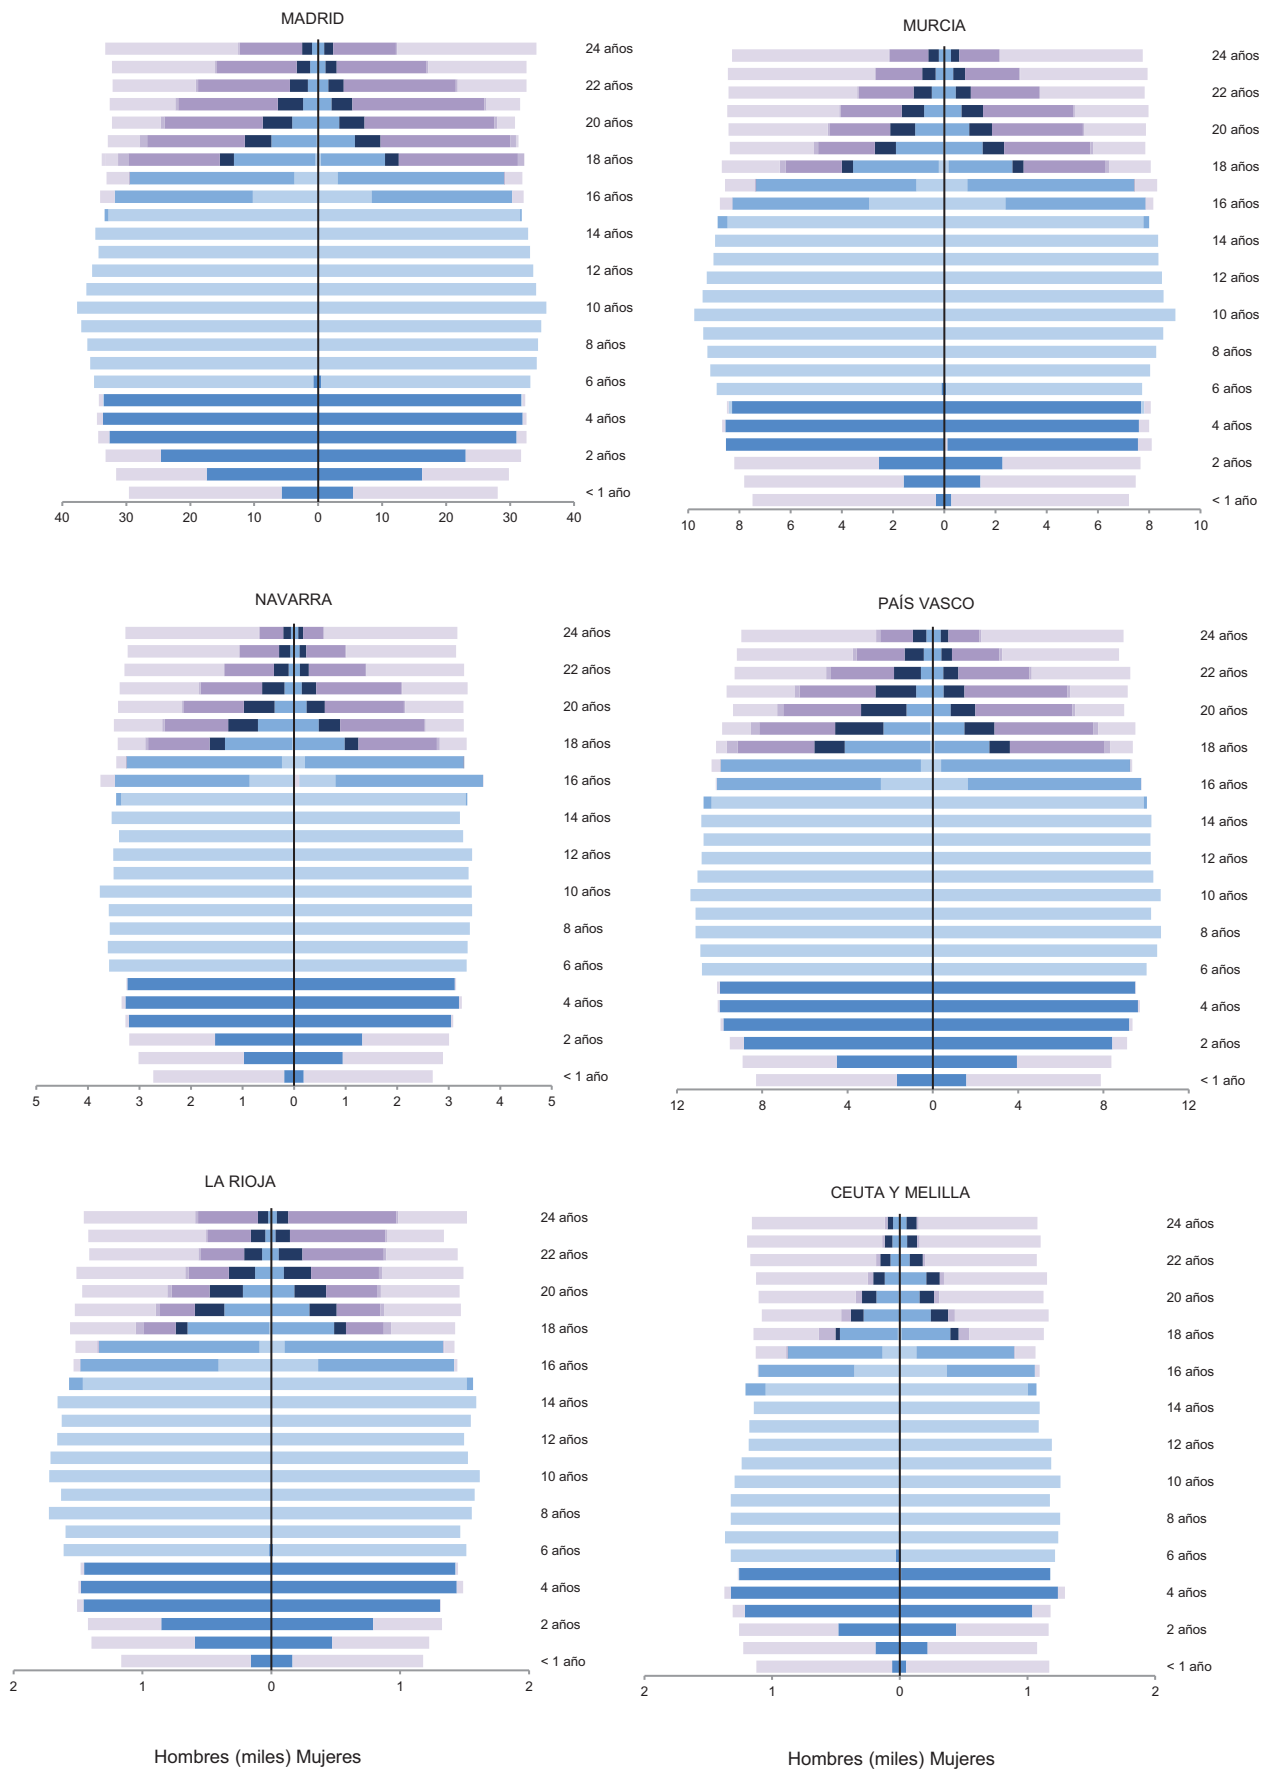 MADRID
24 años
22 años
20 años
18 años
16 años
14 años
12 años
10 años
8 años
6 años
4 años
2 años
< 1 año
40 30 20 10 0 10 20 30 40
MURCIA
24 años
22 años
20 años
18 años
16 años
14 años
12 años
10 años
8 años
6 años
4 años
2 años
< 1 año
10 8 6 4 2 0 2 4 6 8 10
NAVARRA
24 años
22 años
20 años
18 años
16 años
14 años
12 años
10 años
8 años
6 años
4 años
2 años
< 1 año
5 4 3 2 1 0 1 2 3 4 5
PAÍS VASCO
24 años
22 años
20 años
18 años
16 años
14 años
12 años
10 años
8 años
6 años
4 años
2 años
< 1 año
12 8 4 0 4 8 12
LA RIOJA
24 años
22 años
20 años
18 años
16 años
14 años
12 años
10 años
8 años
6 años
4 años
2 años
< 1 año
2 1 0 1 2
Hombres (miles) Mujeres
CEUTA Y MELILLA
24 años
22 años
20 años
18 años
16 años
14 años
12 años
10 años
8 años
6 años
4 años
2 años
< 1 año
2 1 0 1 2
Hombres (miles) Mujeres